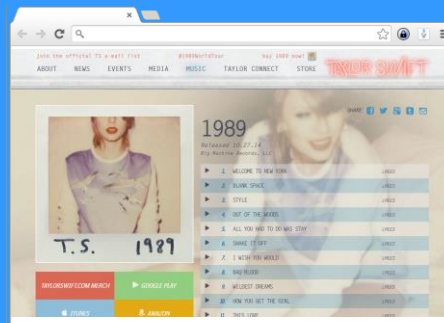 Join the official TS e-mail list
#1989WorldTour
buy 1989 now!
ABOUT NEWS EVENTS MEDIA MUSIC TAYLOR CONNECT STORE
TAYLOR SWIFT
SHARE
1989
Released 10.27.14
Big Machine Records, LLC
T.S. 1989
1. WELCOME TO NEW YORK
2. BLANK SPACE
3. STYLE
4. OUT OF THE WOODS
5. ALL YOU HAD TO DO WAS STAY
6. SHAKE IT OFF
7. I WISH YOU WOULD
8. BAD BLOOD
9. WILDEST DREAMS
10. HOW YOU GET THE GIRL
11. THIS LOVE
TAYLORSWIFT.COM MERCH
GOOGLE PLAY
ITUNES
AMAZON